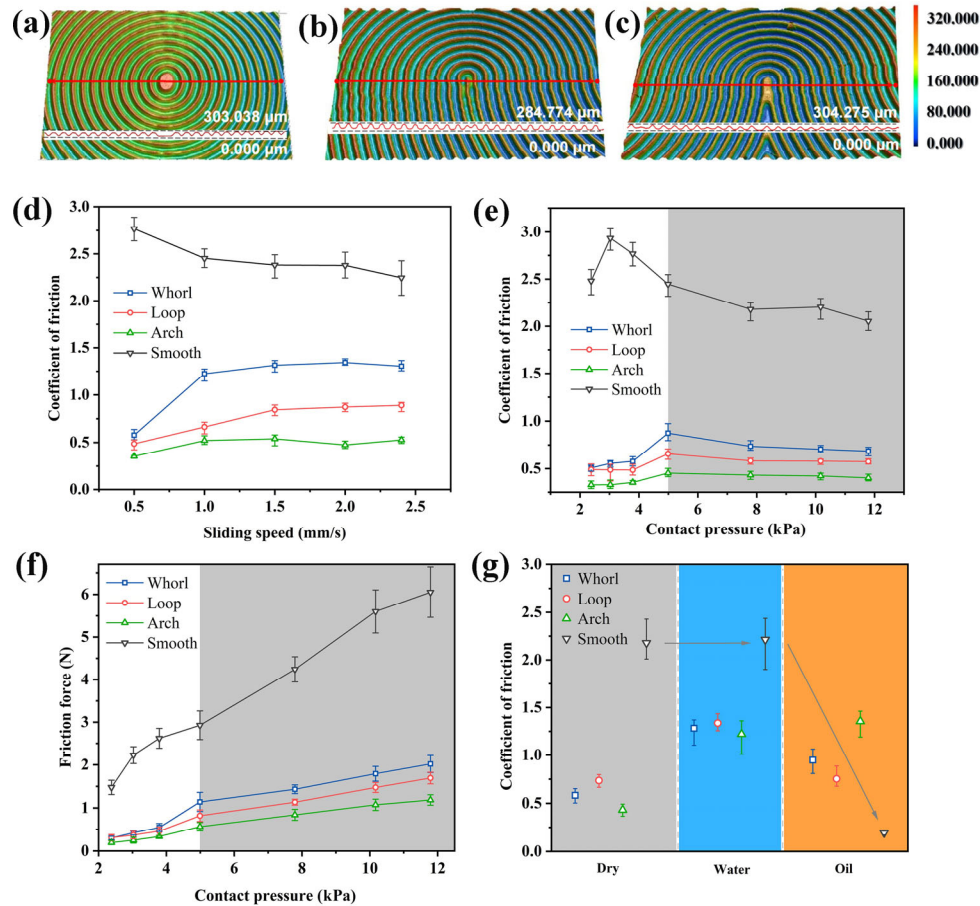 (a)
303.038 μm
0.000 μm
(b)
284.774 μm
0.000 μm
(c)
304.275 μm
0.000 μm
320.000
240.000
160.000
80.000
0.000
(d)
Coefficient of friction
3.0
2.5
2.0
1.5
1.0
0.5
0.0
Whorl
Loop
Arch
Smooth
0.5 1.0 1.5 2.0 2.5
Sliding speed (mm/s)
(e)
Coefficient of friction
3.0
2.5
2.0
1.5
1.0
0.5
Whorl
Loop
Arch
Smooth
2 4 6 8 10 12
Contact pressure (kPa)
(f)
Friction force (N)
6
5
4
3
2
1
0
Whorl
Loop
Arch
Smooth
2 4 6 8 10 12
Contact pressure (kPa)
(g)
Coefficient of friction
3.0
2.5
2.0
1.5
1.0
0.5
0.0
Whorl
Loop
Arch
Smooth
Dry Water Oil